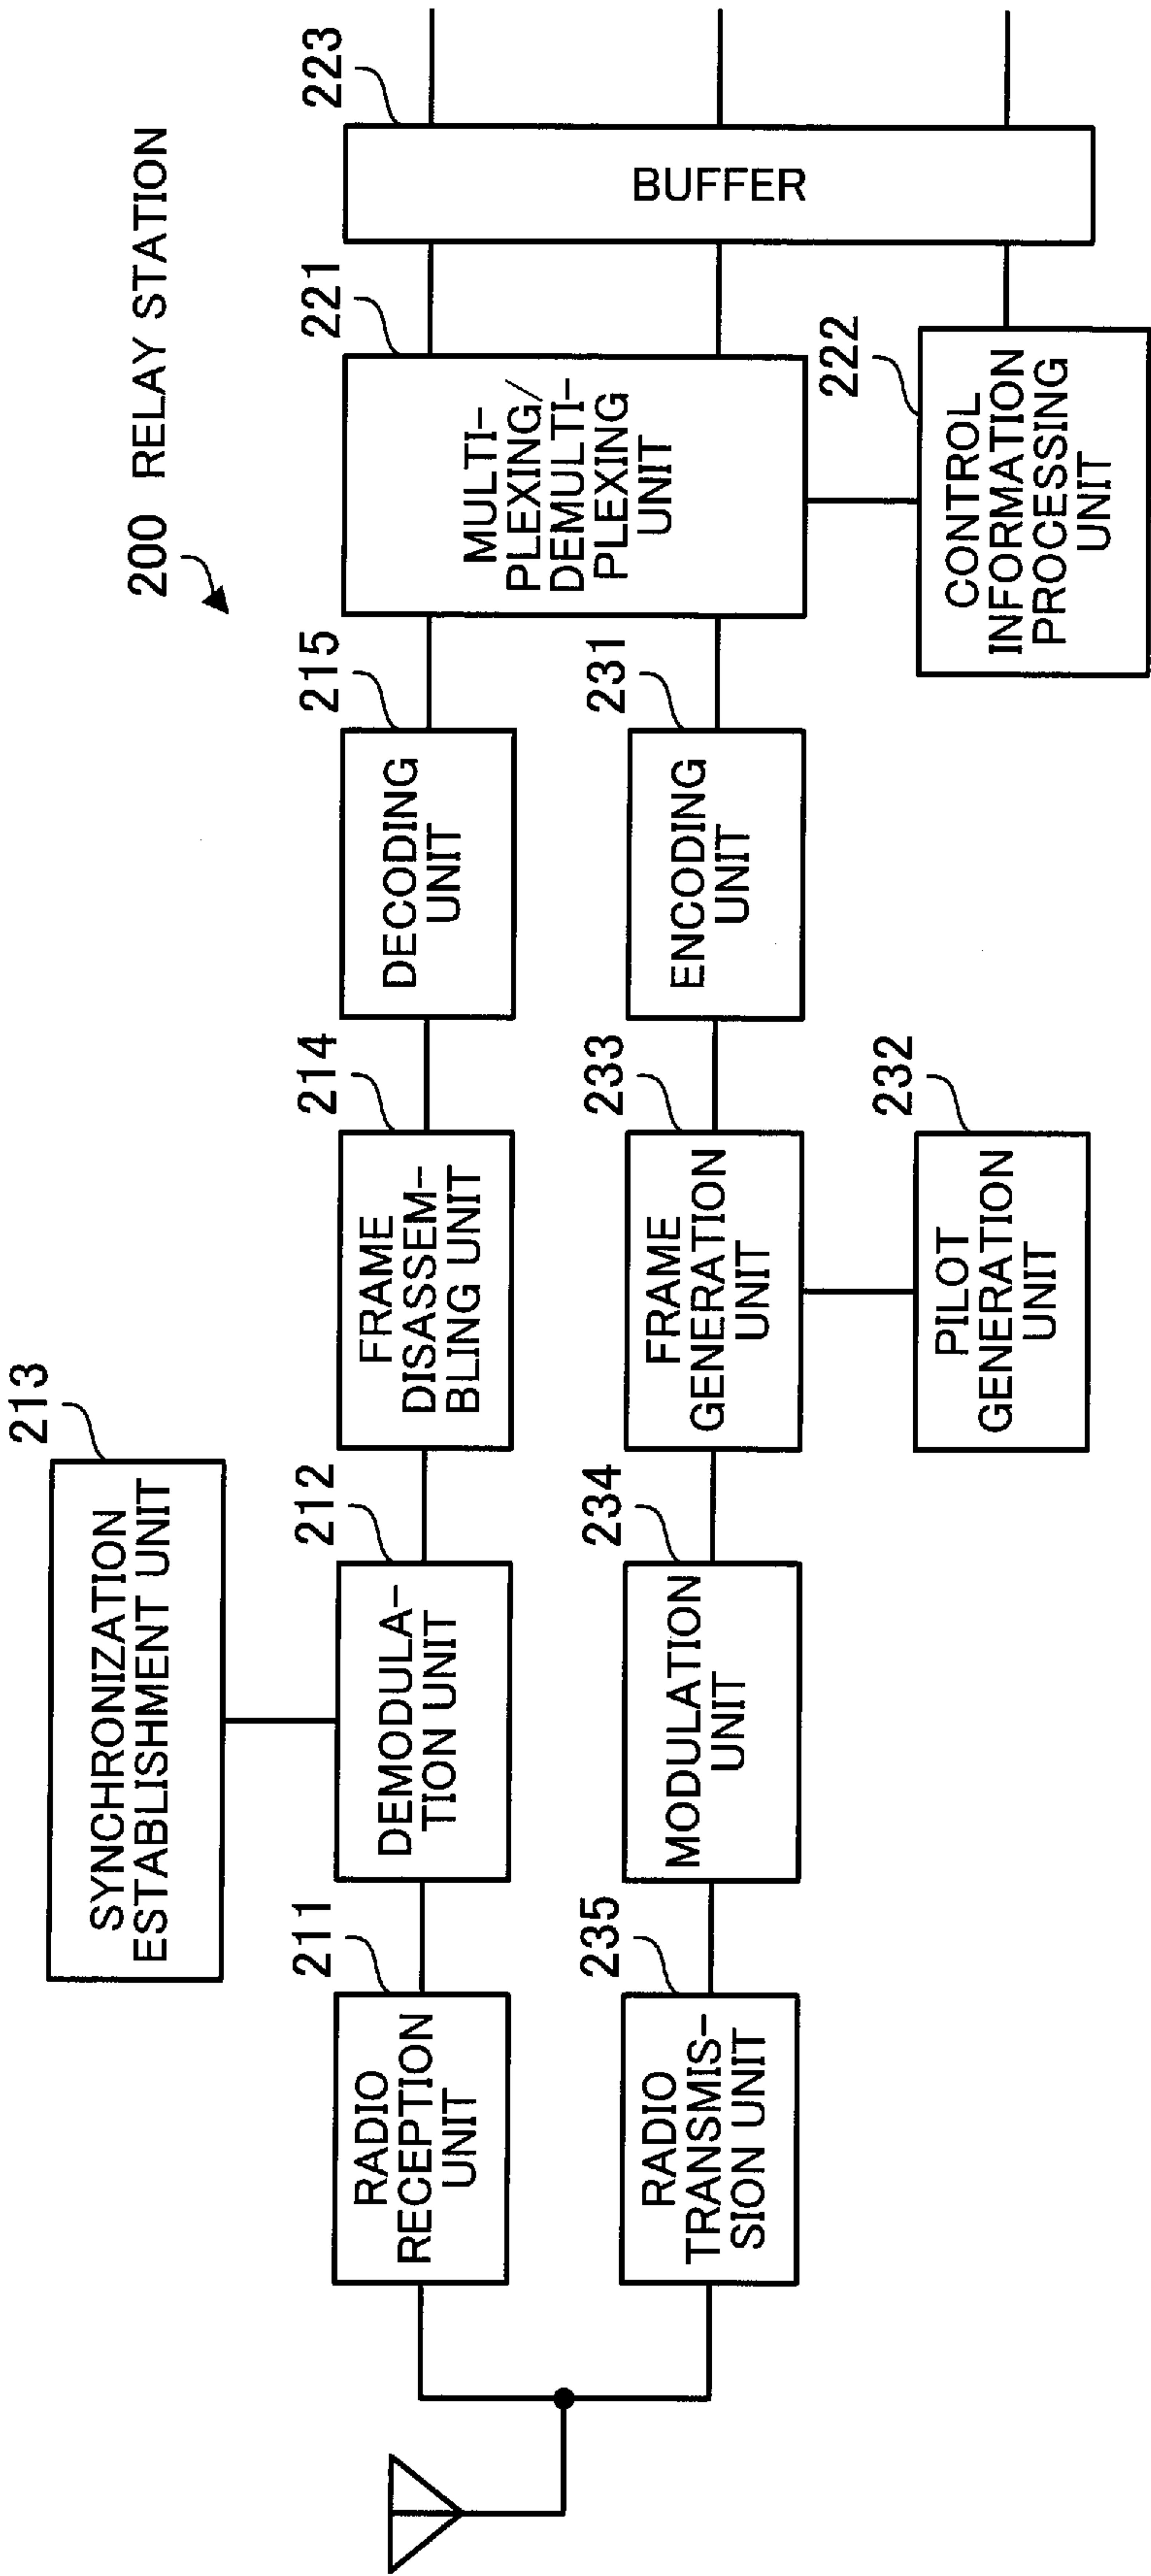 200 RELAY STATION
213
SYNCHRONIZATION
ESTABLISHMENT UNIT
211
RADIO
RECEPTION
UNIT
212
DEMODULA-
TION UNIT
214
FRAME
DISASSEM-
BLING UNIT
215
DECODING
UNIT
221
MULTI-
PLEXING/
DEMULTI-
PLEXING
UNIT
223
BUFFER
235
RADIO
TRANSMIS-
SION UNIT
234
MODULATION
UNIT
233
FRAME
GENERATION
UNIT
231
ENCODING
UNIT
232
PILOT
GENERATION
UNIT
222
CONTROL
INFORMATION
PROCESSING
UNIT